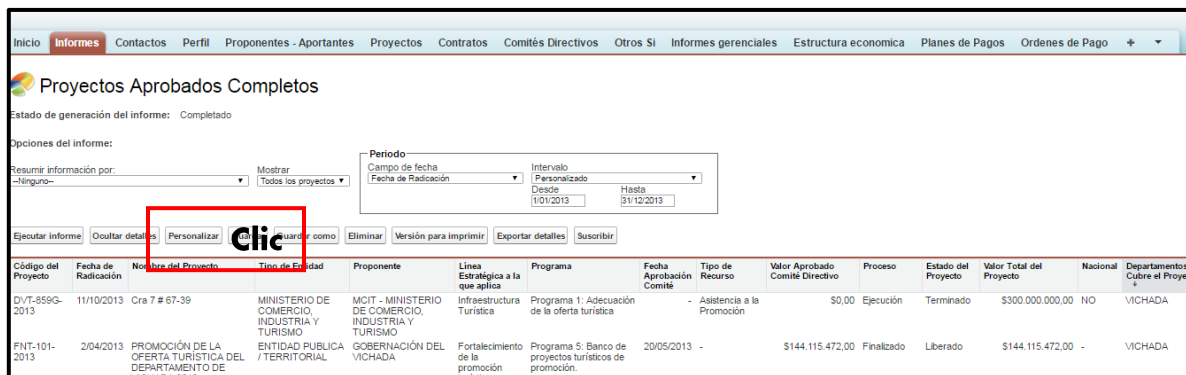 Inicio Informes Contactos Perfil Proponentes - Aportantes Proyectos Contratos Comités Directivos Otros Sí Informes gerenciales Estructura economica Planes de Pagos Ordenes de Pago +
Proyectos Aprobados Completos
Estado de generación del informe: Completado
Opciones del informe:
Resumir información por:
--Ninguno--
Mostrar
Todos los proyectos
Periodo
Campo de fecha
Fecha de Radicación
Intervalo
Personalizado
Desde Hasta
1/01/2013 31/12/2013
Ejecutar informe Ocultar detalles Personalizar Clic como Eliminar Versión para imprimir Exportar detalles Suscribir
Código del Proyecto Fecha de Radicación Nombre del Proyecto Tipo de Entidad Proponente Línea Estratégica a la que aplica Programa Fecha Aprobación Comité Tipo de Recurso Valor Aprobado Comité Directivo Proceso Estado del Proyecto Valor Total del Proyecto Nacional Departamentos Cubre el Proye
DVT-859G-2013 11/10/2013 Cra 7 # 67-39 MINISTERIO DE COMERCIO, INDUSTRIA Y TURISMO MCIT - MINISTERIO DE COMERCIO, INDUSTRIA Y TURISMO Infraestructura Turística Programa 1: Adecuación de la oferta turística - Asistencia a la Promoción $0,00 Ejecución Terminado $300.000.000,00 NO VICHADA
FNT-101-2013 2/04/2013 PROMOCIÓN DE LA OFERTA TURÍSTICA DEL DEPARTAMENTO DE ENTIDAD PUBLICA / TERRITORIAL GOBERNACIÓN DEL VICHADA Fortalecimiento de la promoción Programa 5: Banco de proyectos turísticos de promoción. 20/05/2013 - $144.115.472,00 Finalizado Liberado $144.115.472,00 - VICHADA